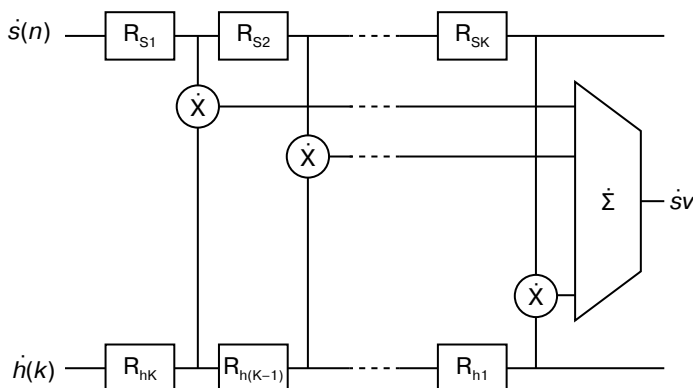 ṡ(n)
R_S1
R_S2
R_SK
Ẋ
Ẋ
Σ̇
ṡv
Ẋ
ḣ(k)
R_hK
R_h(K−1)
R_h1